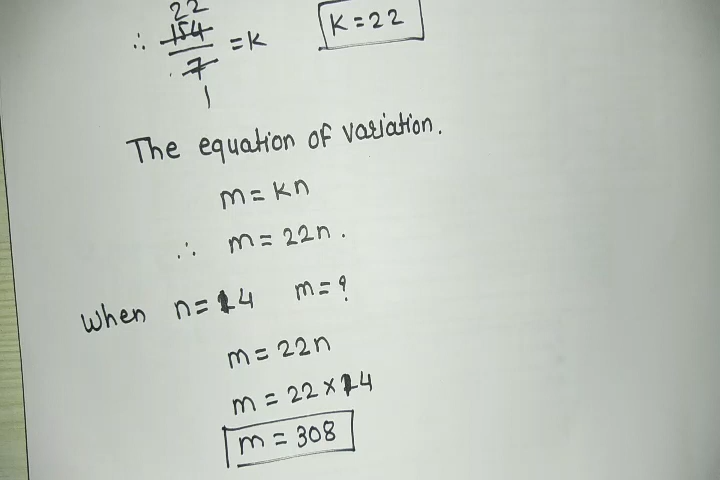 22
∴ 154/7 = k    K = 22
1
The equation of variation.
m = kn
∴ m = 22n.
When n = 14    m = ?
m = 22n
m = 22 × 14
m = 308